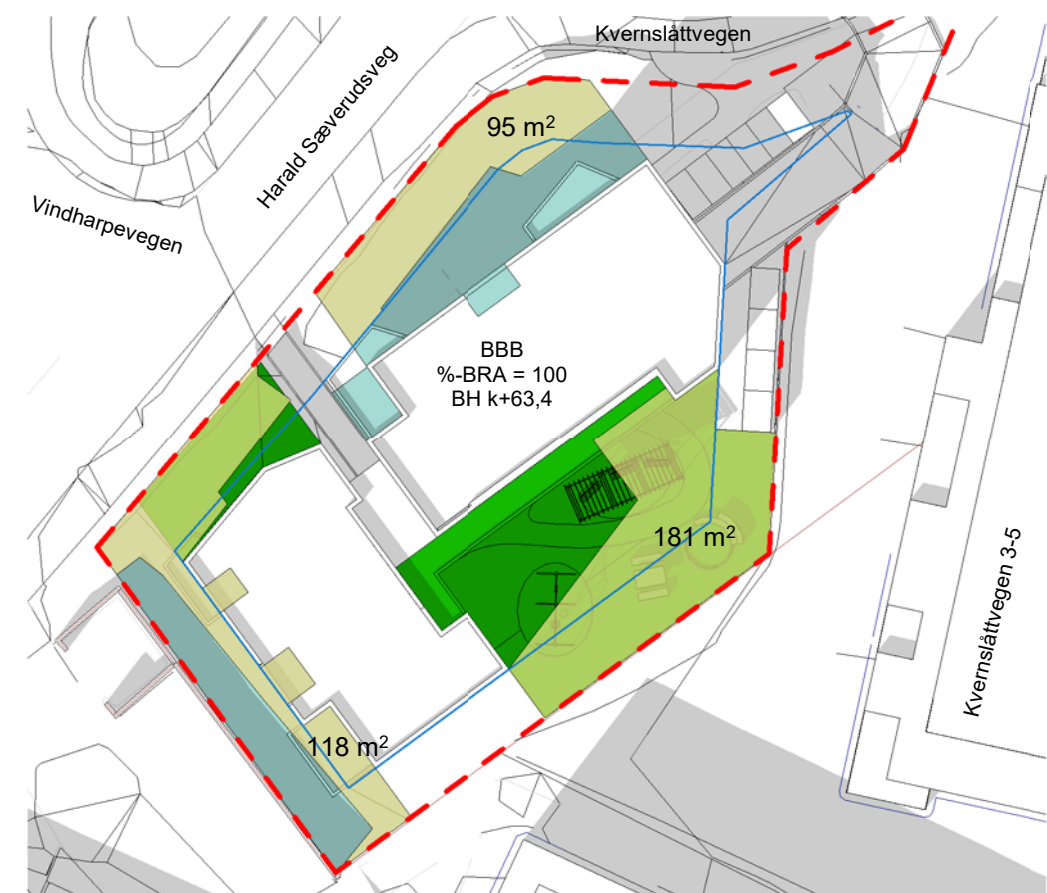 Kvernslåttvegen
Harald Sæverudsveg
Vindharpevegen
95 m²
BBB
%-BRA = 100
BH k+63,4
181 m²
118 m²
Kvernslåttvegen 3-5